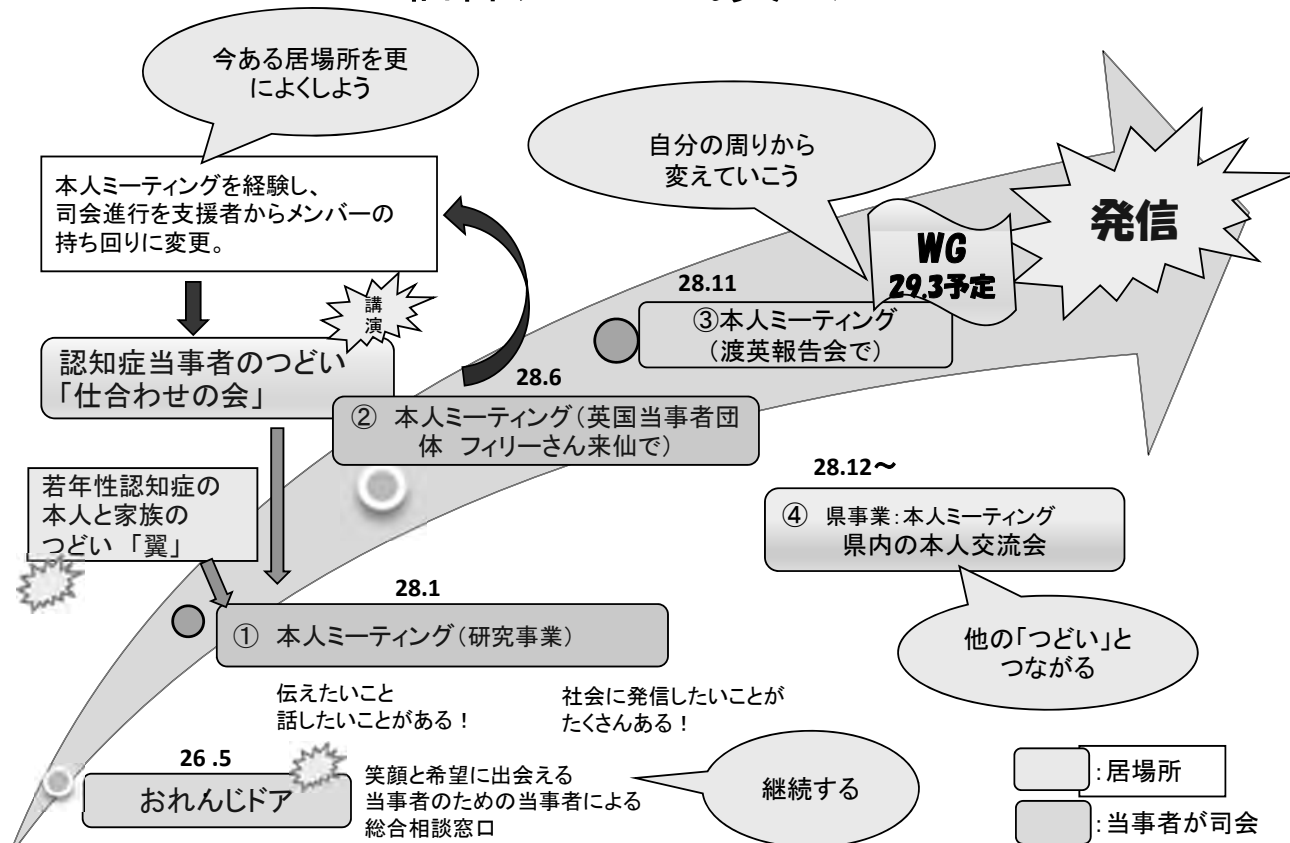 今ある居場所を更
によくしよう
本人ミーティングを経験し、
司会進行を支援者からメンバーの
持ち回りに変更。
講
演
認知症当事者のつどい
「仕合わせの会」
若年性認知症の
本人と家族の
つどい 「翼」
自分の周りから
変えていこう
発信
WG
29.3予定
28.11
③本人ミーティング
(渡英報告会で)
28.6
② 本人ミーティング(英国当事者団
体 フィリーさん来仙で)
28.12～
④ 県事業:本人ミーティング
県内の本人交流会
他の「つどい」と
つながる
28.1
① 本人ミーティング(研究事業)
伝えたいこと
話したいことがある!
社会に発信したいことが
たくさんある!
26 .5
おれんじドア
笑顔と希望に出会える
当事者のための当事者による
総合相談窓口
継続する
:居場所
:当事者が司会